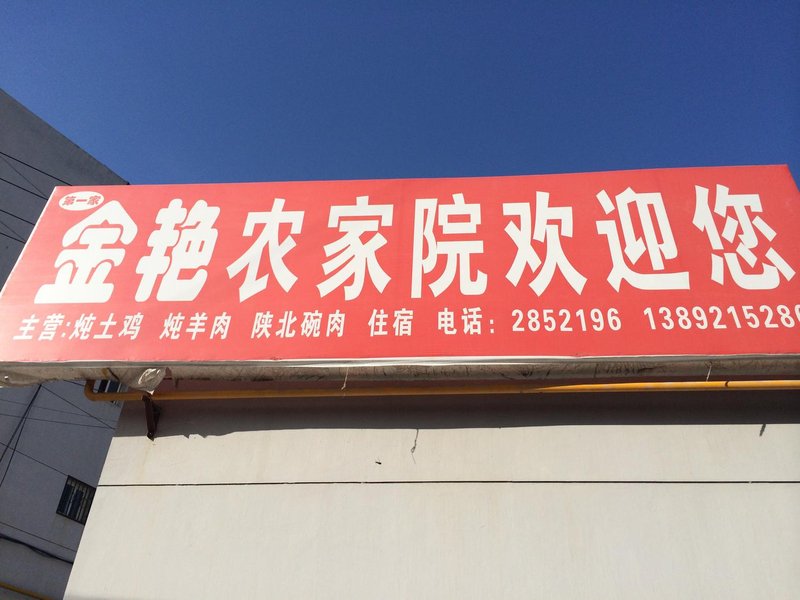 第一家
金艳农家院欢迎您
主营:炖土鸡 炖羊肉 陕北碗肉 住宿 电话: 2852196 1389215280